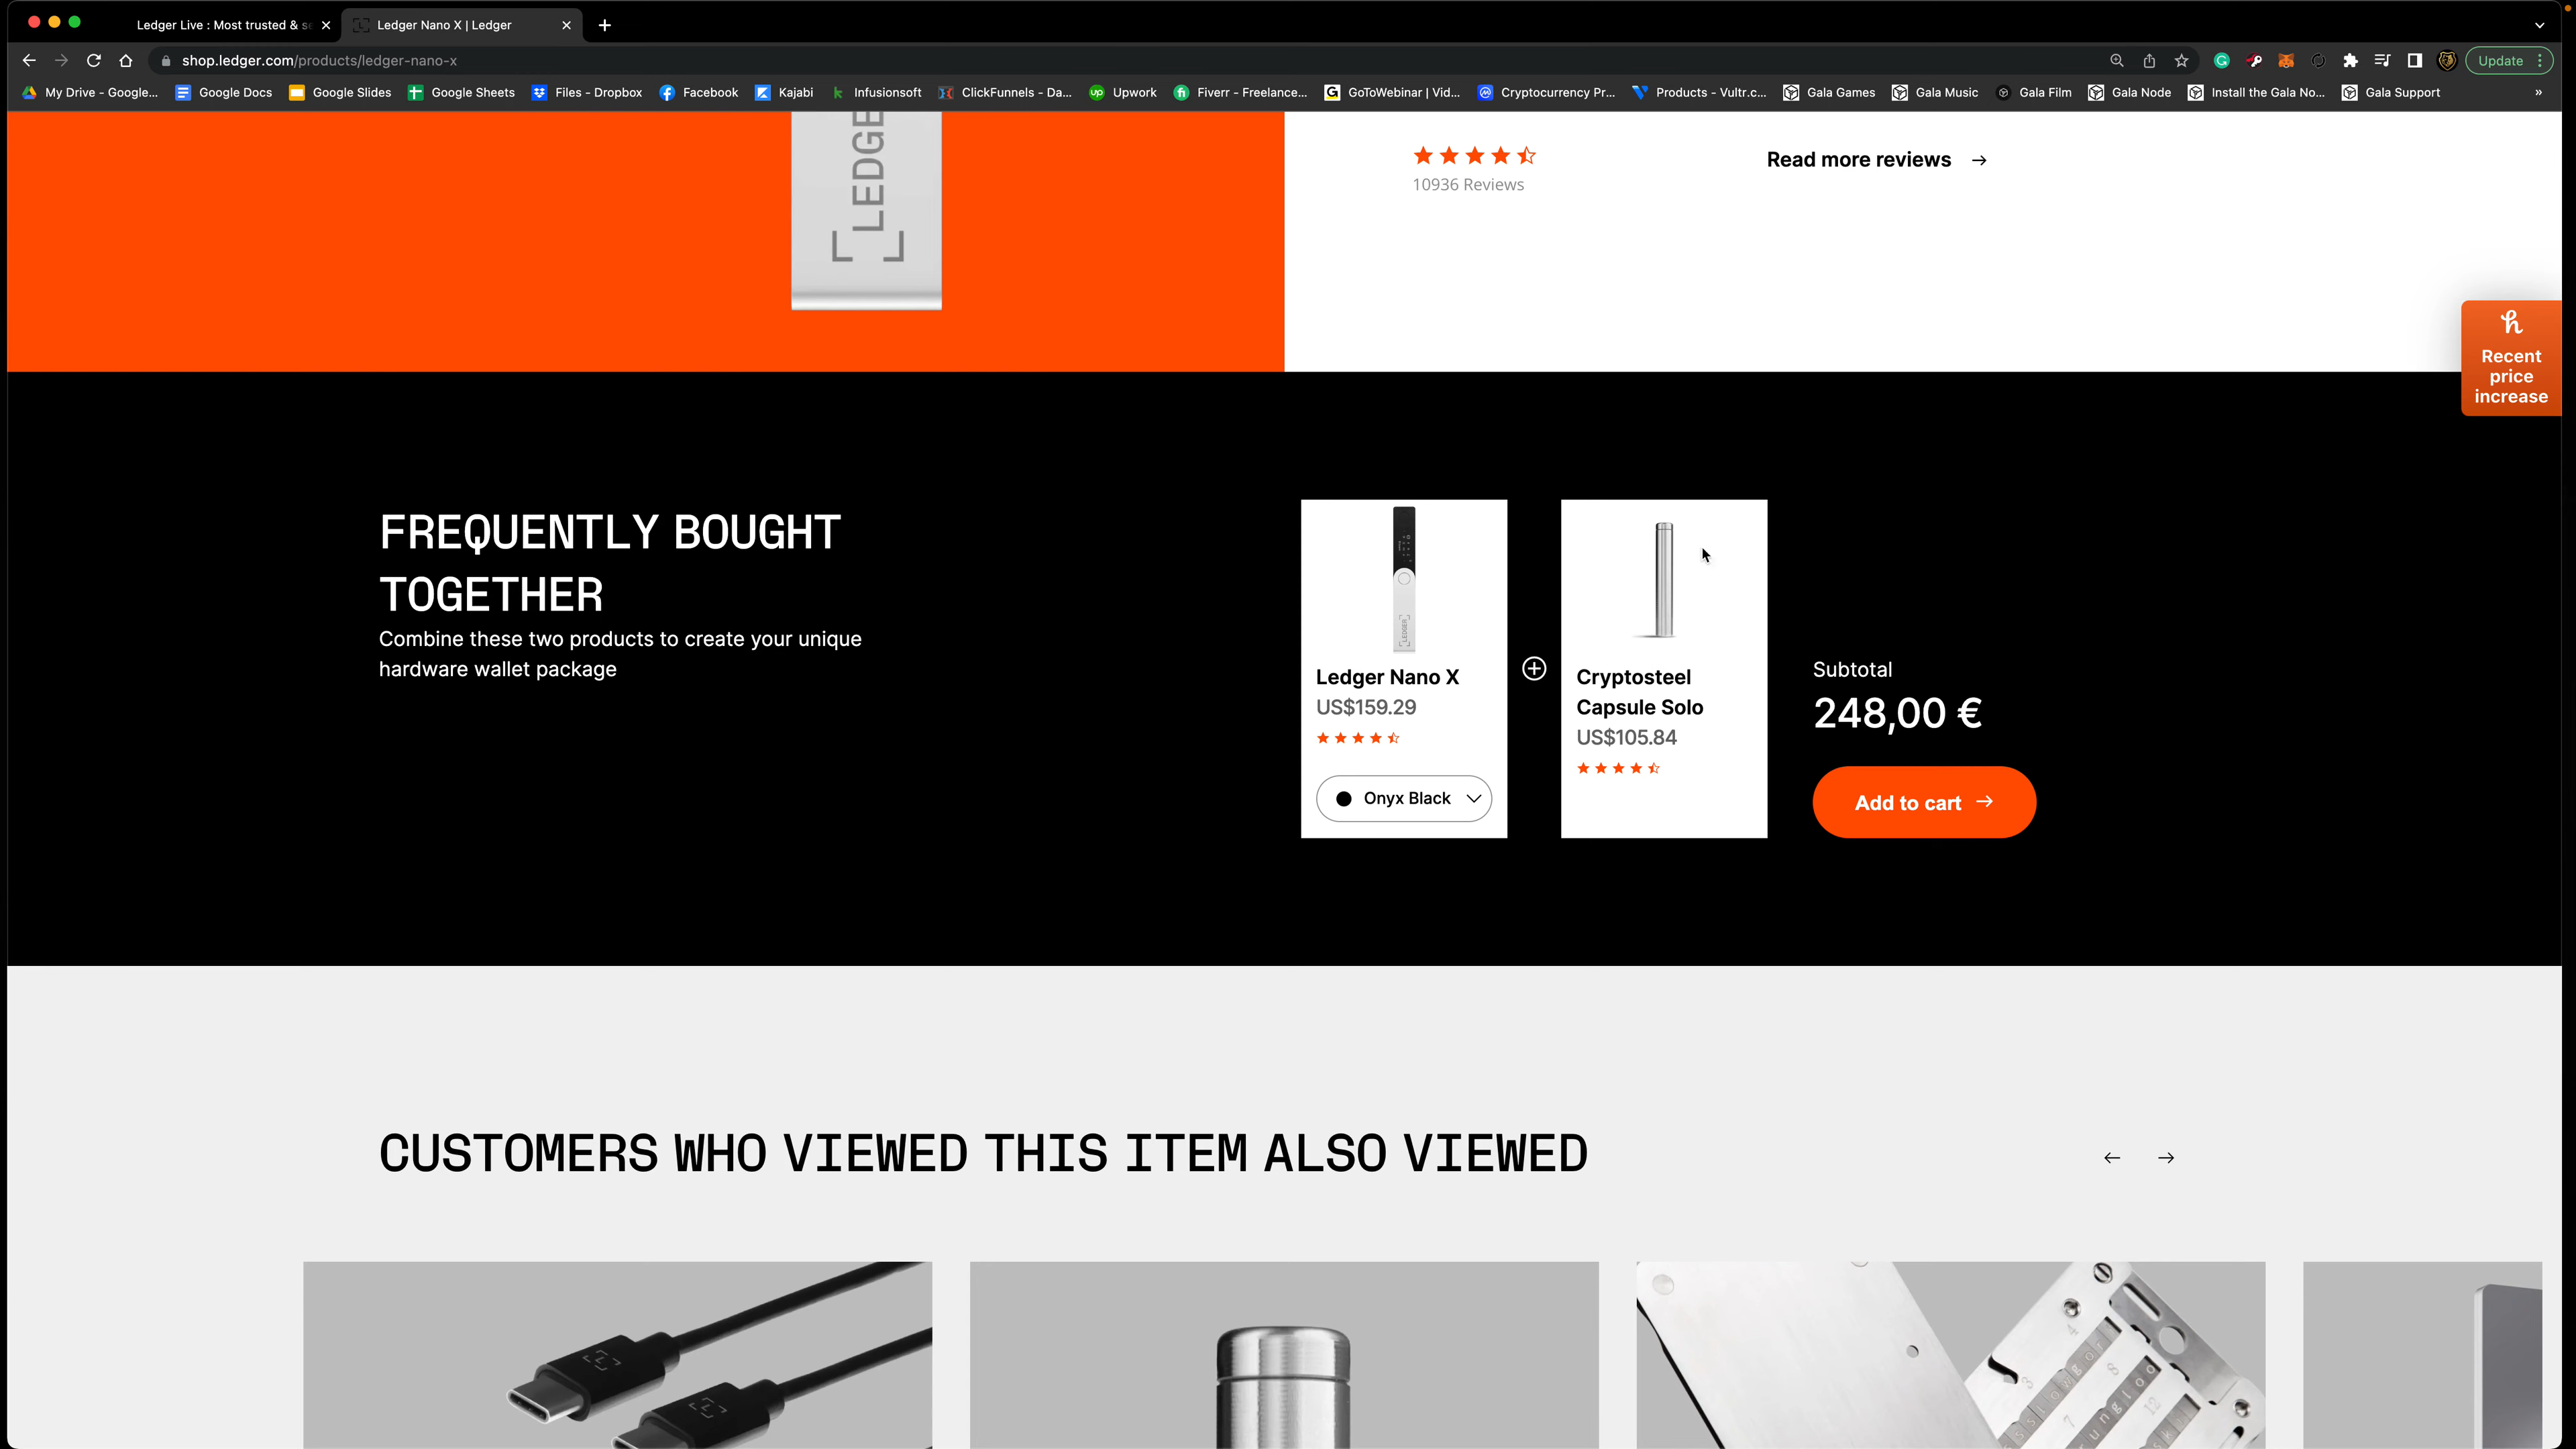 Ledger Live : Most trusted & se
Ledger Nano X | Ledger
shop.ledger.com/products/ledger-nano-x
Update
My Drive - Google...
Google Docs
Google Slides
Google Sheets
Files - Dropbox
Facebook
Kajabi
Infusionsoft
ClickFunnels - Da...
Upwork
Fiverr - Freelance...
GoToWebinar | Vid...
Cryptocurrency Pr...
Products - Vultr.c...
Gala Games
Gala Music
Gala Film
Gala Node
Install the Gala No...
Gala Support
»
LEDGE
10936 Reviews
Read more reviews →
Recent
price
increase
FREQUENTLY BOUGHT
TOGETHER
Combine these two products to create your unique
hardware wallet package
LEDGER
Ledger Nano X
US$159.29
Onyx Black
Cryptosteel
Capsule Solo
US$105.84
Subtotal
248,00 €
Add to cart →
CUSTOMERS WHO VIEWED THIS ITEM ALSO VIEWED